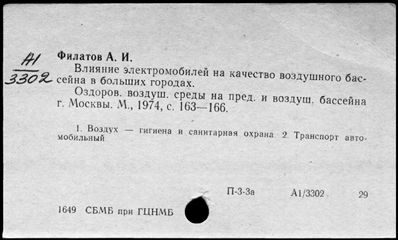 А1
3302
Филатов А. И.
Влияние электромобилей на качество воздушного бас-
сейна в больших городах.
Оздоров. воздуш. среды на пред. и воздуш. бассейна
г. Москвы. М., 1974, с. 163—166.
1. Воздух — гигиена и санитарная охрана 2. Транспорт авто-
мобильный
П-3-3а А1/3302 29
1649 СБМБ при ГЦНМБ